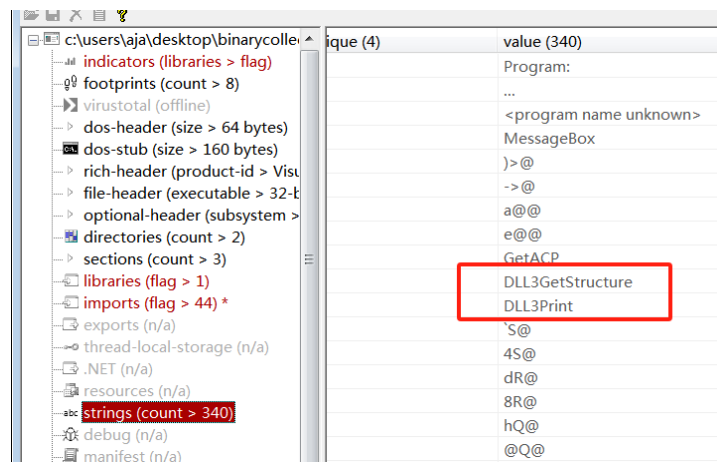 c:\users\aja\desktop\binarycolle
indicators (libraries > flag)
footprints (count > 8)
virustotal (offline)
dos-header (size > 64 bytes)
dos-stub (size > 160 bytes)
rich-header (product-id > Visu
file-header (executable > 32-b
optional-header (subsystem >
directories (count > 2)
sections (count > 3)
libraries (flag > 1)
imports (flag > 44) *
exports (n/a)
thread-local-storage (n/a)
.NET (n/a)
resources (n/a)
abc strings (count > 340)
debug (n/a)
manifest (n/a)
ique (4) value (340)
Program:
...
<program name unknown>
MessageBox
)>@
->@
a@@
e@@
GetACP
DLL3GetStructure
DLL3Print
`S@
4S@
dR@
8R@
hQ@
@Q@